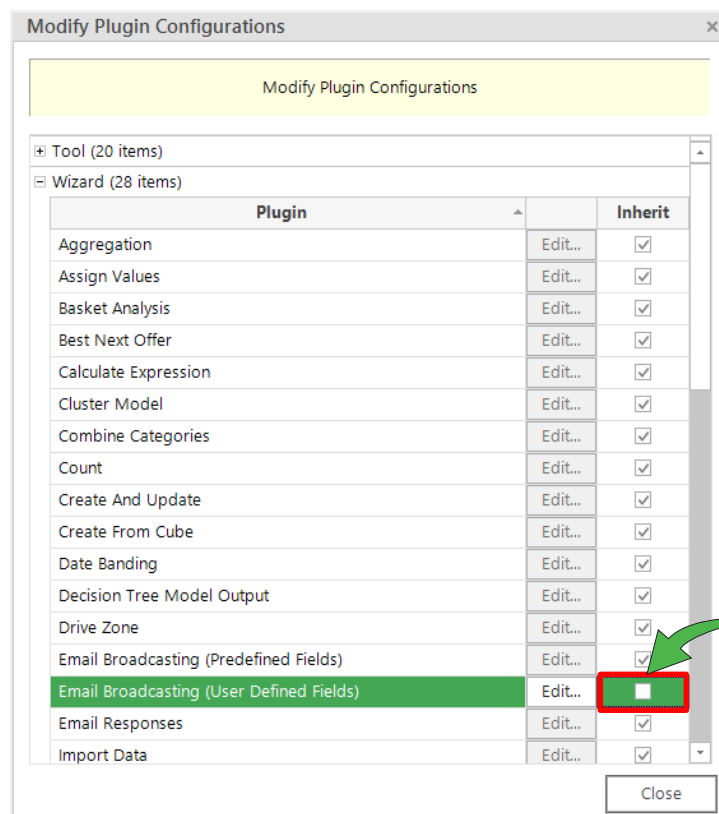 Modify Plugin Configurations
Modify Plugin Configurations
Tool (20 items)
Wizard (28 items)
Plugin Inherit
Aggregation Edit...
Assign Values Edit...
Basket Analysis Edit...
Best Next Offer Edit...
Calculate Expression Edit...
Cluster Model Edit...
Combine Categories Edit...
Count Edit...
Create And Update Edit...
Create From Cube Edit...
Date Banding Edit...
Decision Tree Model Output Edit...
Drive Zone Edit...
Email Broadcasting (Predefined Fields) Edit...
Email Broadcasting (User Defined Fields) Edit...
Email Responses Edit...
Import Data Edit...
Close